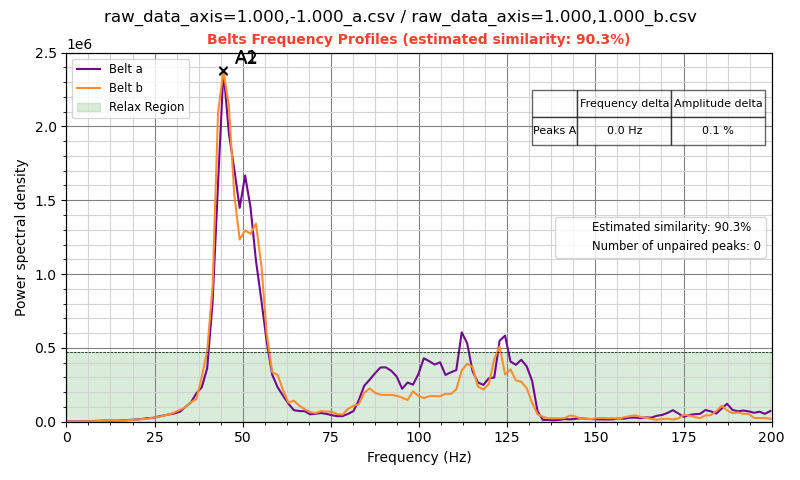 raw_data_axis=1.000,-1.000_a.csv / raw_data_axis=1.000,1.000_b.csv
Belts Frequency Profiles (estimated similarity: 90.3%)
1e6
Belt a
Belt b
Relax Region
Frequency delta Amplitude delta
Peaks A 0.0 Hz 0.1 %
Estimated similarity: 90.3%
Number of unpaired peaks: 0
2.5
2.0
1.5
1.0
0.5
0.0
Power spectral density
0 25 50 75 100 125 150 175 200
Frequency (Hz)